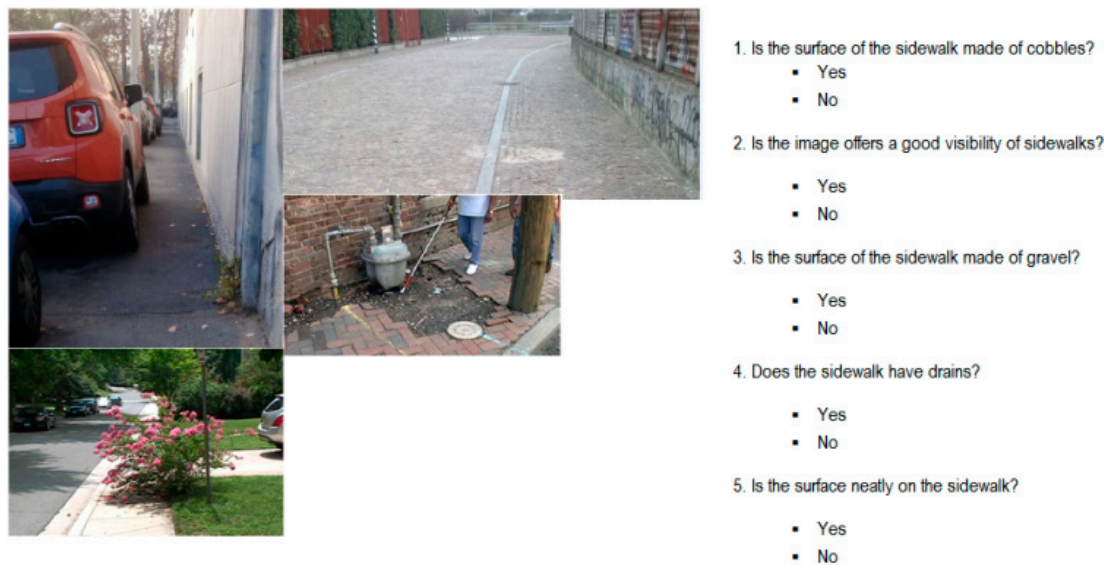 1. Is the surface of the sidewalk made of cobbles?
▪ Yes
▪ No
2. Is the image offers a good visibility of sidewalks?
▪ Yes
▪ No
3. Is the surface of the sidewalk made of gravel?
▪ Yes
▪ No
4. Does the sidewalk have drains?
▪ Yes
▪ No
5. Is the surface neatly on the sidewalk?
▪ Yes
▪ No